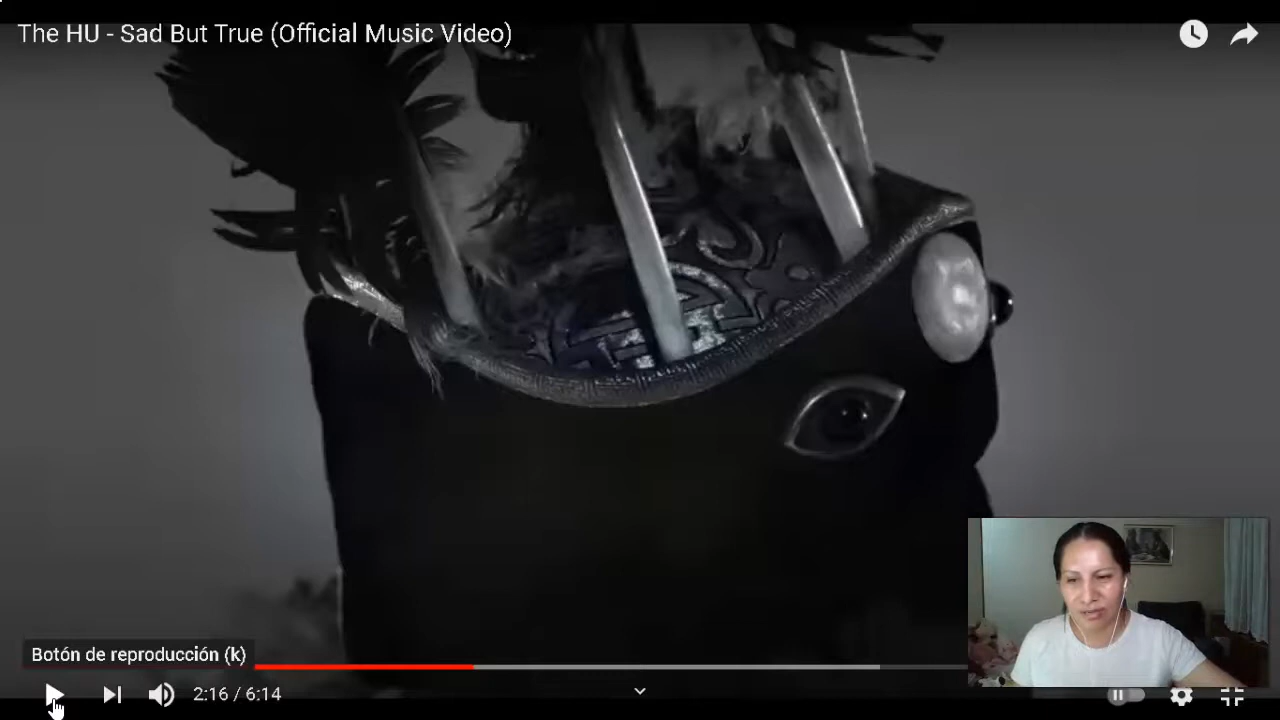 The HU - Sad But True (Official Music Video)
Botón de reproducción (k)
2:16 / 6:14